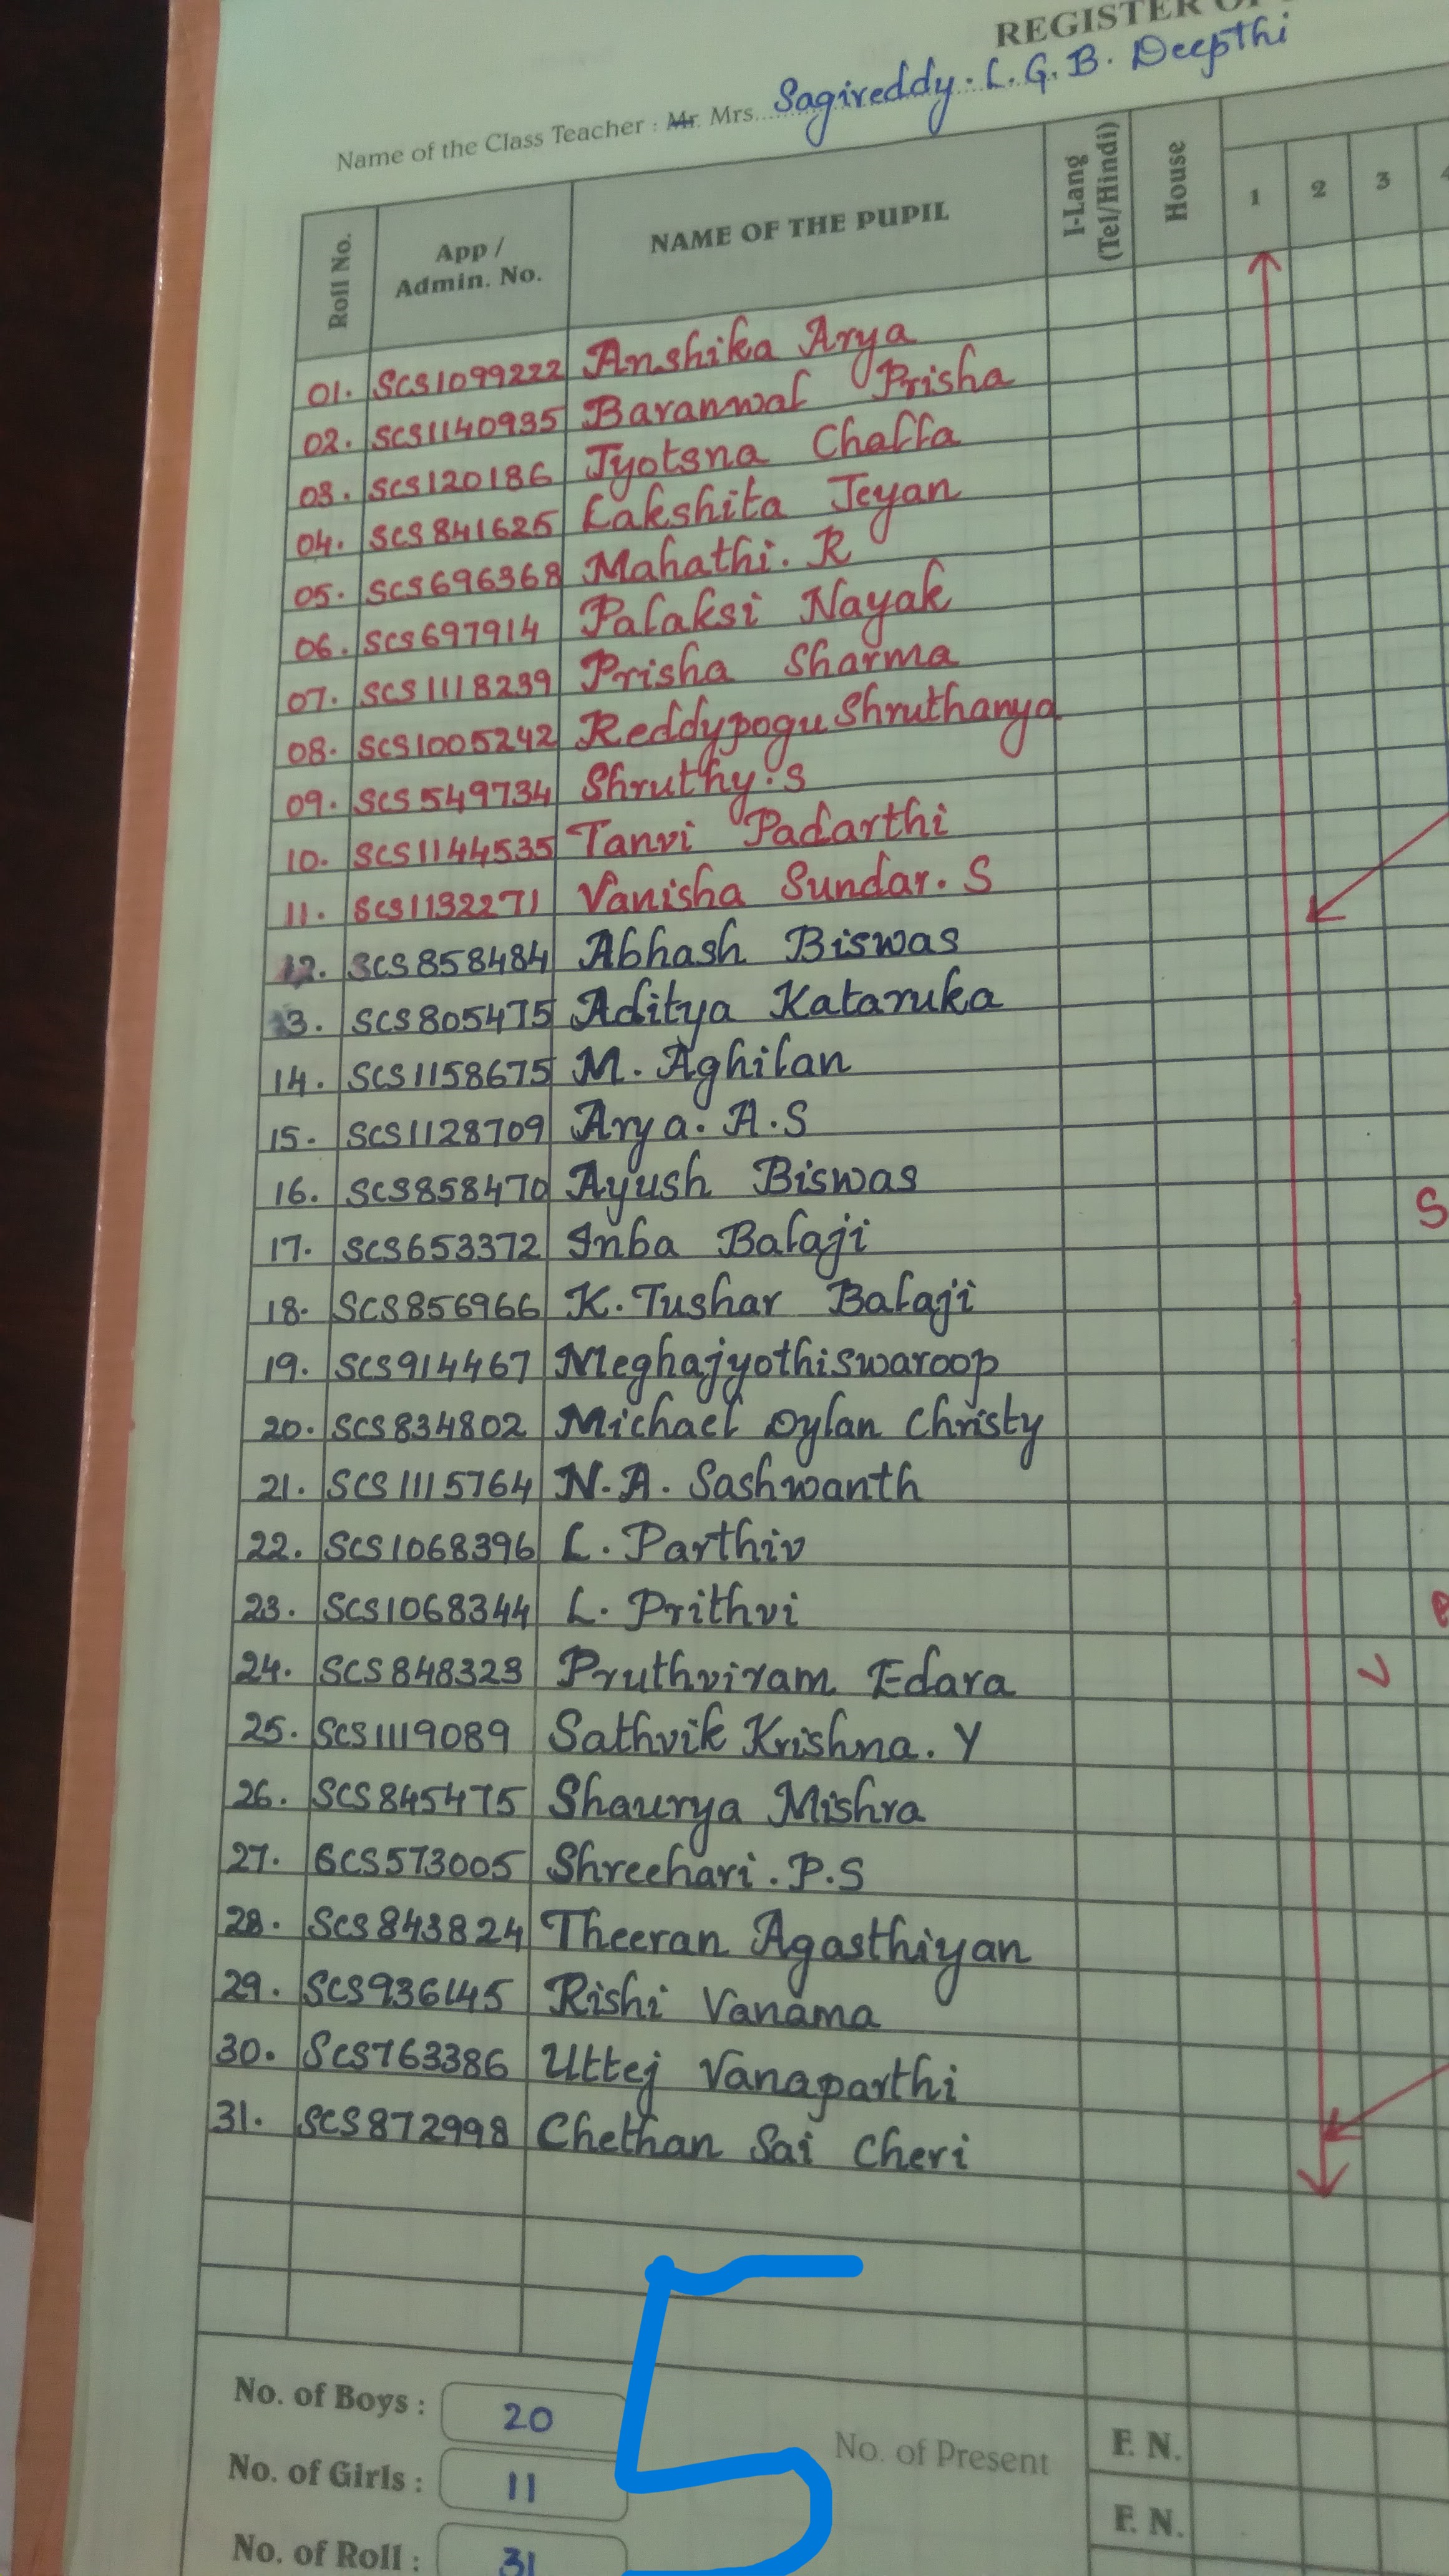 REGISTER OF
Name of the Class Teacher : Mr. Mrs. Sagireddy. L. G. B. Deepthi
Roll No. App / Admin. No. NAME OF THE PUPIL I-Lang (Tel/Hindi) House 1 2 3
01. SCS1099222 Anshika Arya
02. SCS1140935 Baranwal Prisha
03. SCS120186 Jyotsna Challa
04. SCS841625 Lakshita Jeyan
05. SCS696368 Mahathi. R
06. SCS697914 Palaksi Nayak
07. SCS1118239 Prisha Sharma
08. SCS1005242 Reddypogu Shruthanya
09. SCS549734 Shruthy. S
10. SCS1144535 Tanvi Padarthi
11. SCS1132271 Vanisha Sundar. S
12. SCS858484 Abhash Biswas
13. SCS805475 Aditya Kataruka
14. SCS1158675 M. Aghilan
15. SCS1128709 Arya. A.S
16. SCS858470 Ayush Biswas
17. SCS653372 Inba Balaji
18. SCS856966 K. Tushar Balaji
19. SCS914467 Meghajyothiswaroop
20. SCS834802 Michael Dylan Christy
21. SCS1115764 N.A. Sashwanth
22. SCS1068396 L. Parthiv
23. SCS1068344 L. Prithvi
24. SCS848323 Pruthviram Edara
25. SCS1119089 Sathvik Krishna. Y
26. SCS845475 Shaurya Mishra
27. SCS573005 Shreehari. P.S
28. SCS843824 Theeran Agasthiyan
29. SCS936145 Rishi Vanama
30. SCS763386 Uttej Vanaparthi
31. SCS872998 Chethan Sai Cheri
5
No. of Boys : 20
No. of Present F. N.
No. of Girls : 11
F. N.
No. of Roll : 31